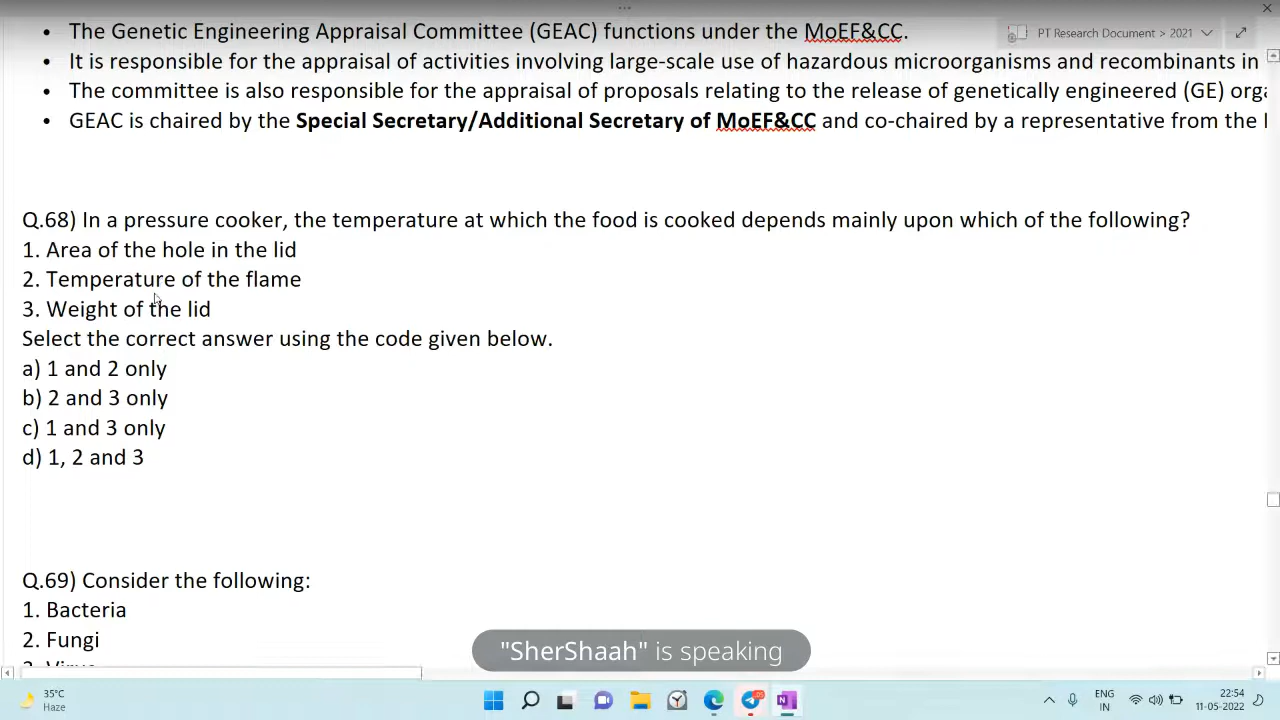 • The Genetic Engineering Appraisal Committee (GEAC) functions under the MoEF&CC.
PT Research Document > 2021
• It is responsible for the appraisal of activities involving large-scale use of hazardous microorganisms and recombinants in
• The committee is also responsible for the appraisal of proposals relating to the release of genetically engineered (GE) orga
• GEAC is chaired by the Special Secretary/Additional Secretary of MoEF&CC and co-chaired by a representative from the
Q.68) In a pressure cooker, the temperature at which the food is cooked depends mainly upon which of the following?
1. Area of the hole in the lid
2. Temperature of the flame
3. Weight of the lid
Select the correct answer using the code given below.
a) 1 and 2 only
b) 2 and 3 only
c) 1 and 3 only
d) 1, 2 and 3
Q.69) Consider the following:
1. Bacteria
2. Fungi
"SherShaah" is speaking
35°C
Haze
ENG
IN
22:54
11-05-2022